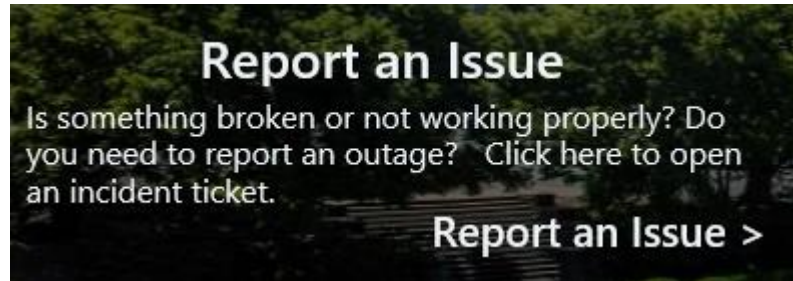 Report an Issue
Is something broken or not working properly? Do
you need to report an outage?   Click here to open
an incident ticket.
Report an Issue >